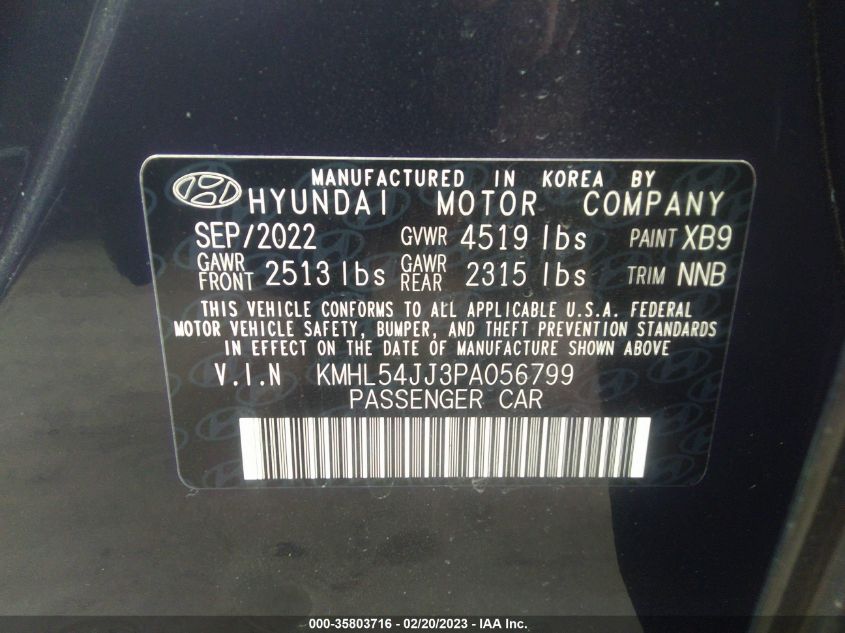 MANUFACTURED IN KOREA BY
HYUNDAI MOTOR COMPANY
SEP/2022 GVWR 4519 lbs PAINT XB9
GAWR FRONT 2513 lbs GAWR REAR 2315 lbs TRIM NNB
THIS VEHICLE CONFORMS TO ALL APPLICABLE U.S.A. FEDERAL
MOTOR VEHICLE SAFETY, BUMPER, AND THEFT PREVENTION STANDARDS
IN EFFECT ON THE DATE OF MANUFACTURE SHOWN ABOVE
V.I.N KMHL54JJ3PA056799
PASSENGER CAR
000-35803716 - 02/20/2023 - IAA Inc.